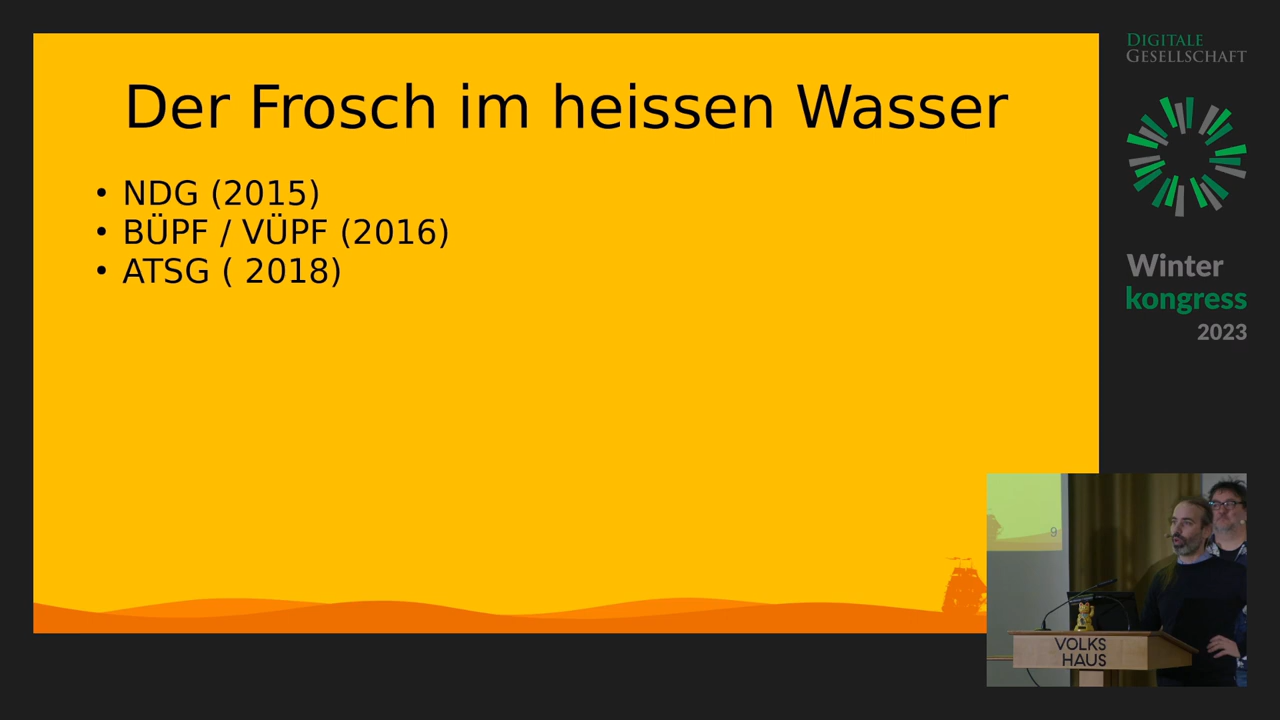 Der Frosch im heissen Wasser
• NDG (2015)
• BÜPF / VÜPF (2016)
• ATSG ( 2018)
DIGITALE
GESELLSCHAFT
Winter
kongress
2023
9
VOLKS
HAUS